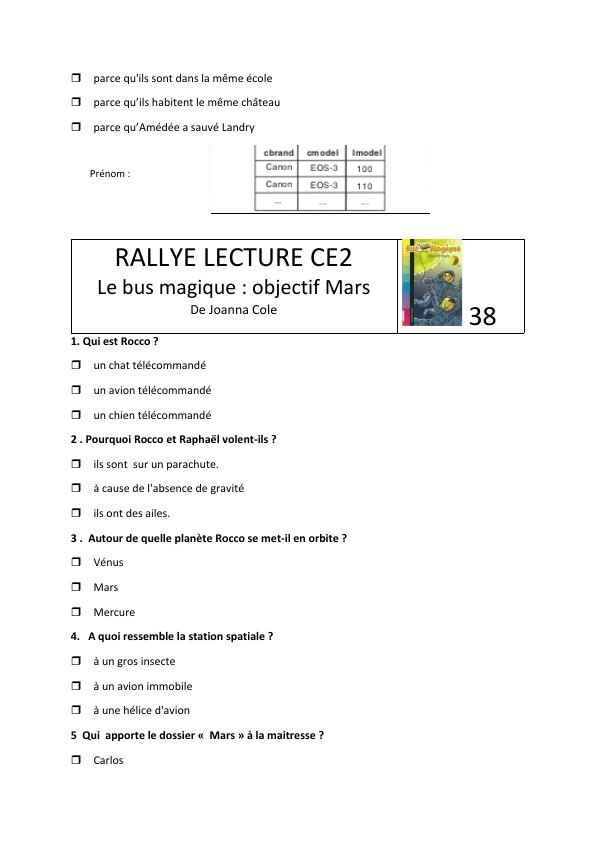 ❒ parce qu'ils sont dans la même école
❒ parce qu’ils habitent le même château
❒ parce qu’Amédée a sauvé Landry
Prénom :
cbrand cmodel lmodel
Canon EOS-3 100
Canon EOS-3 110
... ... ...
RALLYE LECTURE CE2
Le bus magique : objectif Mars
De Joanna Cole
Bus Magique
38
1. Qui est Rocco ?
❒ un chat télécommandé
❒ un avion télécommandé
❒ un chien télécommandé
2 . Pourquoi Rocco et Raphaël volent-ils ?
❒ ils sont sur un parachute.
❒ à cause de l'absence de gravité
❒ ils ont des ailes.
3 . Autour de quelle planète Rocco se met-il en orbite ?
❒ Vénus
❒ Mars
❒ Mercure
4. A quoi ressemble la station spatiale ?
❒ à un gros insecte
❒ à un avion immobile
❒ à une hélice d'avion
5 Qui apporte le dossier « Mars » à la maitresse ?
❒ Carlos